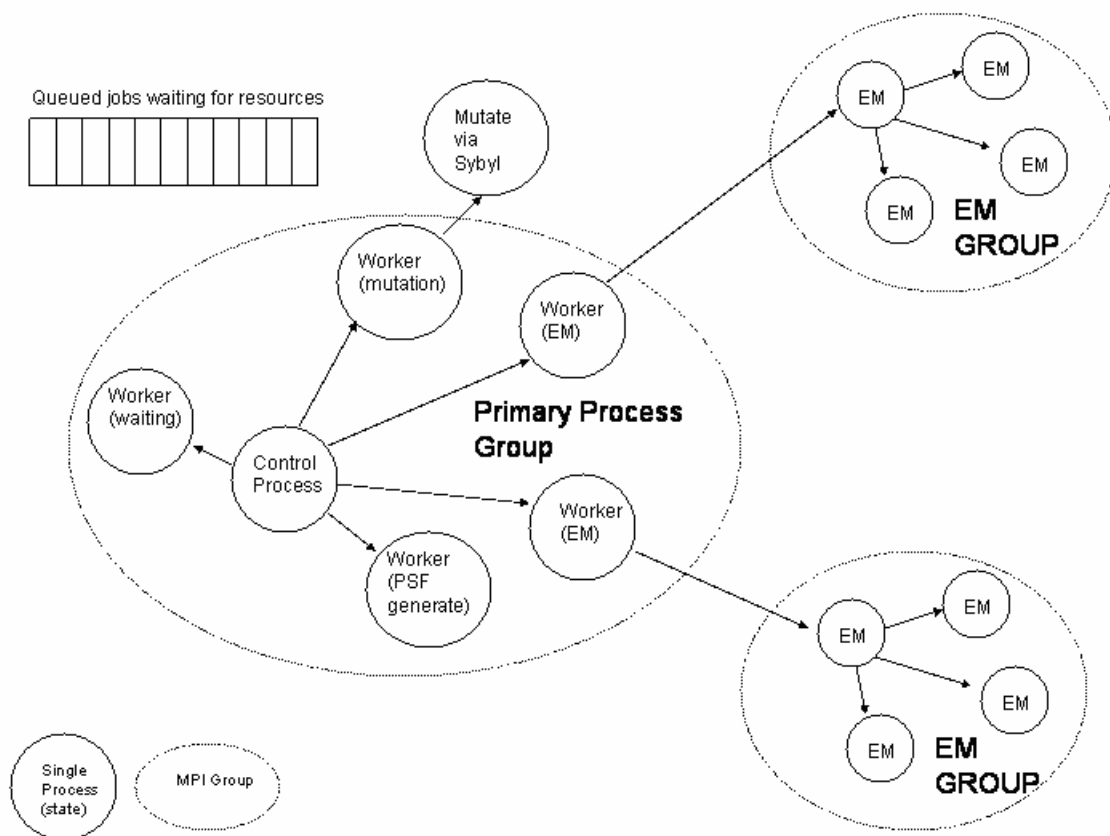 Queued jobs waiting for resources
Mutate
via
Sybyl
EM
EM
EM
EM
EM
GROUP
Worker
(mutation)
Worker
(EM)
Worker
(waiting)
Primary Process
Group
Control
Process
Worker
(EM)
Worker
(PSF
generate)
EM
EM
EM
EM
EM
GROUP
Single
Process
(state)
MPI Group